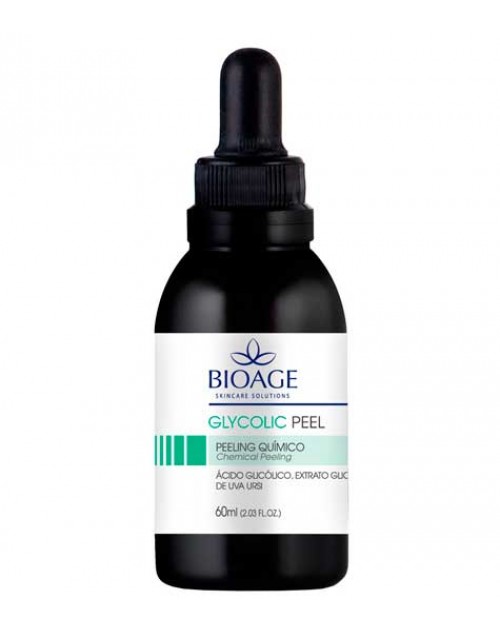 BIOAGE
SKINCARE SOLUTIONS
GLYCOLIC PEEL
PEELING QUÍMICO
Chemical Peeling
ÁCIDO GLICÓLICO, EXTRATO GLIC
DE UVA URSI
60ml (2.03 FL.OZ.)